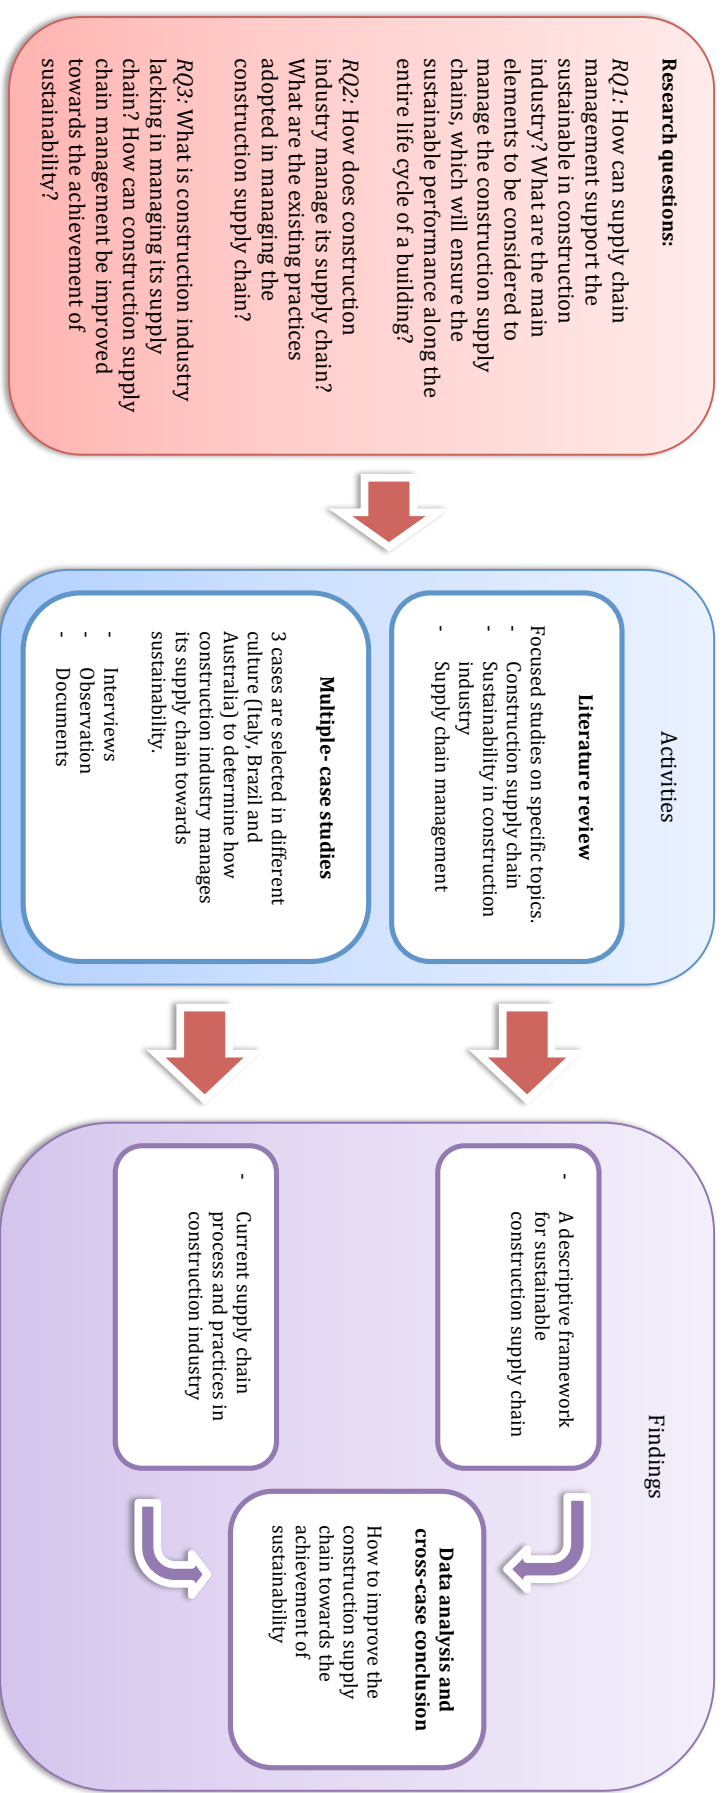 Research questions:
RQ1: How can supply chain
management support the
sustainable in construction
industry? What are the main
elements to be considered to
manage the construction supply
chains, which will ensure the
sustainable performance along the
entire life cycle of a building?
RQ2: How does construction
industry manage its supply chain?
What are the existing practices
adopted in managing the
construction supply chain?
RQ3: What is construction industry
lacking in managing its supply
chain? How can construction supply
chain management be improved
towards the achievement of
sustainability?
Activities
Literature review
Focused studies on specific topics.
- Construction supply chain
- Sustainability in construction
industry
- Supply chain management
Multiple- case studies
3 cases are selected in different
culture (Italy, Brazil and
Australia) to determine how
construction industry manages
its supply chain towards
sustainability.
- Interviews
- Observation
- Documents
Findings
- A descriptive framework
for sustainable
construction supply chain
- Current supply chain
process and practices in
construction industry
Data analysis and
cross-case conclusion
How to improve the
construction supply
chain towards the
achievement of
sustainability